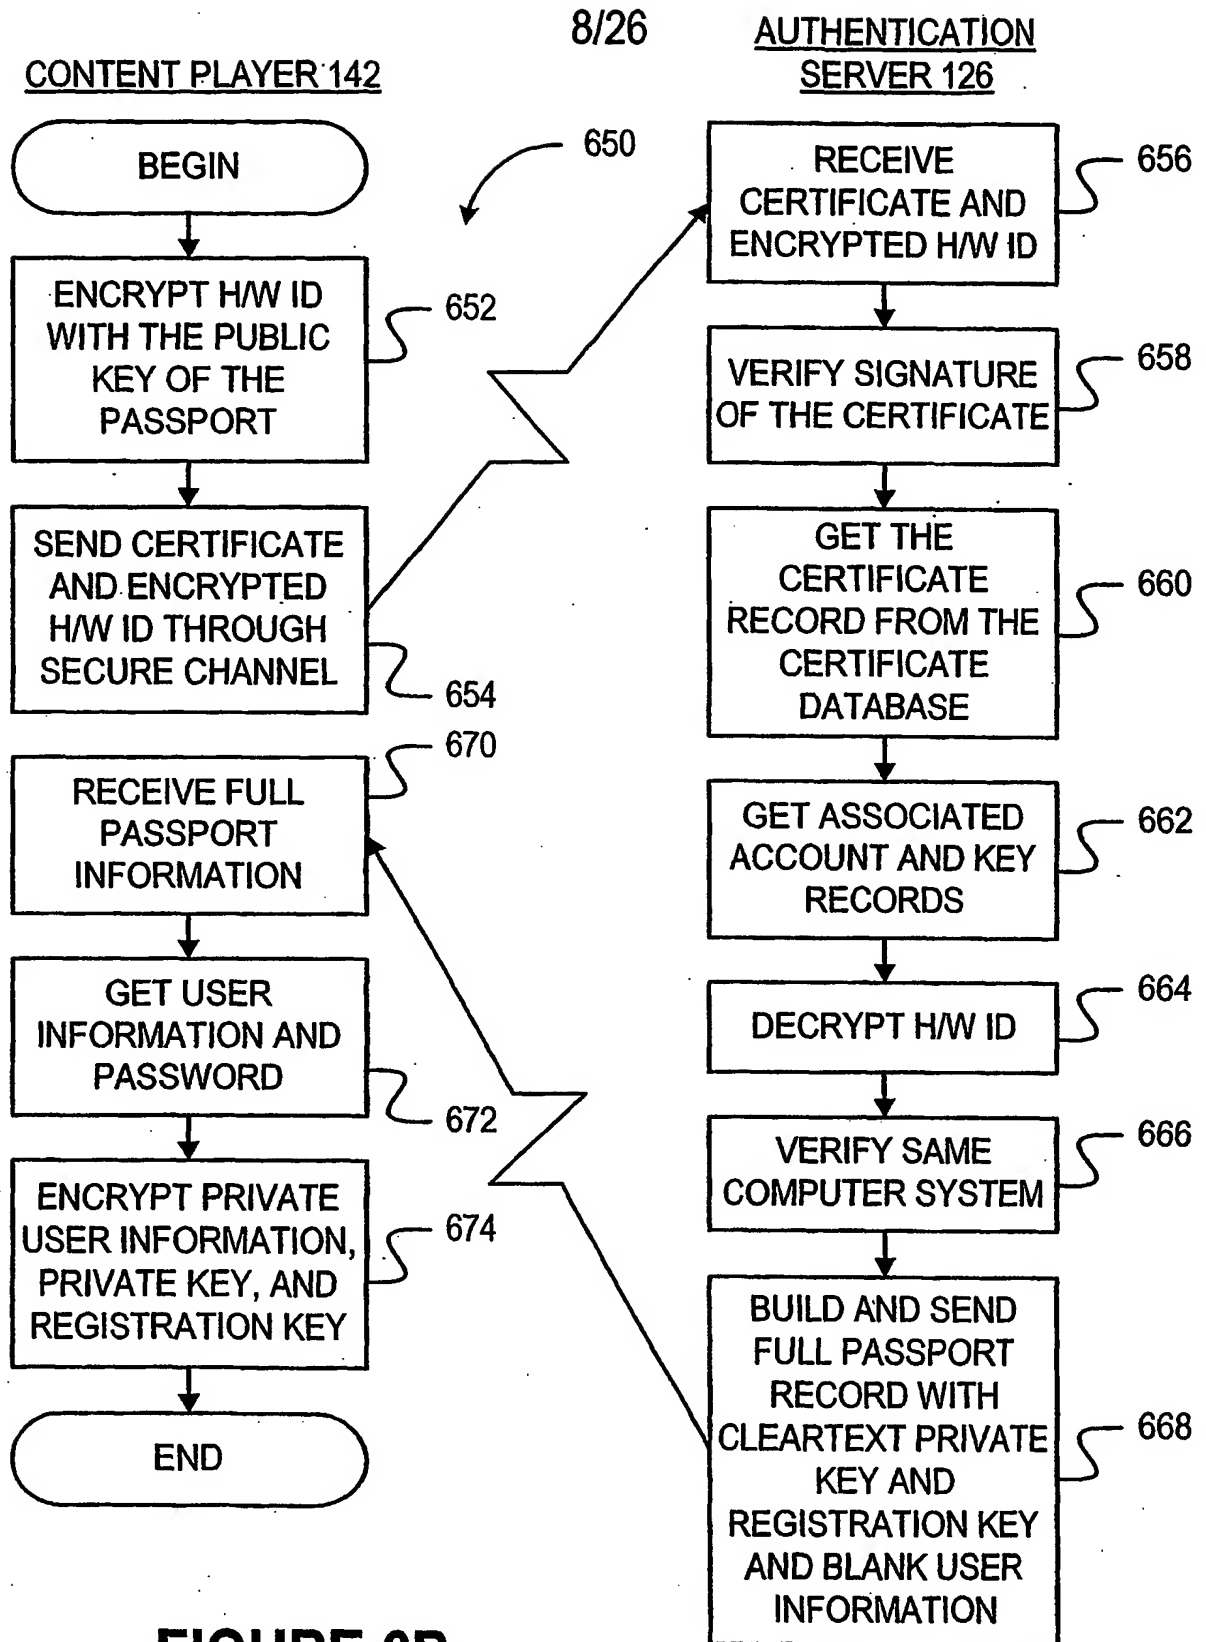 8/26
CONTENT PLAYER 142
BEGIN
650
ENCRYPT H/W ID
WITH THE PUBLIC
KEY OF THE
PASSPORT
652
SEND CERTIFICATE
AND ENCRYPTED
H/W ID THROUGH
SECURE CHANNEL
654
670
RECEIVE FULL
PASSPORT
INFORMATION
GET USER
INFORMATION AND
PASSWORD
672
ENCRYPT PRIVATE
USER INFORMATION,
PRIVATE KEY, AND
REGISTRATION KEY
674
END
AUTHENTICATION
SERVER 126
RECEIVE
CERTIFICATE AND
ENCRYPTED H/W ID
656
VERIFY SIGNATURE
OF THE CERTIFICATE
658
GET THE
CERTIFICATE
RECORD FROM THE
CERTIFICATE
DATABASE
660
GET ASSOCIATED
ACCOUNT AND KEY
RECORDS
662
DECRYPT H/W ID
664
VERIFY SAME
COMPUTER SYSTEM
666
BUILD AND SEND
FULL PASSPORT
RECORD WITH
CLEARTEXT PRIVATE
KEY AND
REGISTRATION KEY
AND BLANK USER
INFORMATION
668
FIGURE